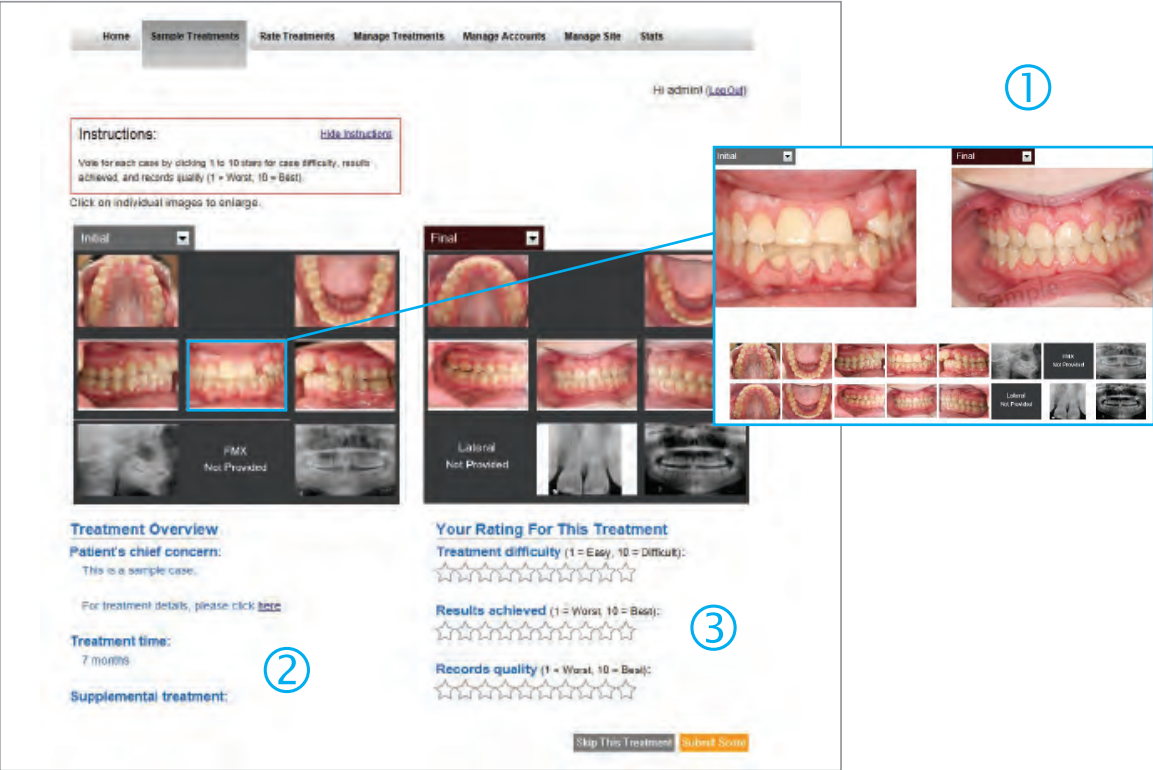 Home Sample Treatments Rate Treatments Manage Treatments Manage Accounts Manage Site Stats
Hi admin! (Log Out)
Instructions: Hide Instructions
Vote for each case by clicking 1 to 10 stars for case difficulty, results
achieved, and records quality (1 = Worst, 10 = Best).
Click on individual images to enlarge.
Initial
Final
FMX
Not Provided
Lateral
Not Provided
①
Initial
Final
Sample
Sample
Sample
FMX
Not Provided
Lateral
Not Provided
Treatment Overview
Patient's chief concern:
This is a sample case.
For treatment details, please click here
Treatment time:
7 months
②
Supplemental treatment:
Your Rating For This Treatment
Treatment difficulty (1 = Easy, 10 = Difficult):
Results achieved (1 = Worst, 10 = Best):
③
Records quality (1 = Worst, 10 = Best):
Skip This Treatment Submit Score